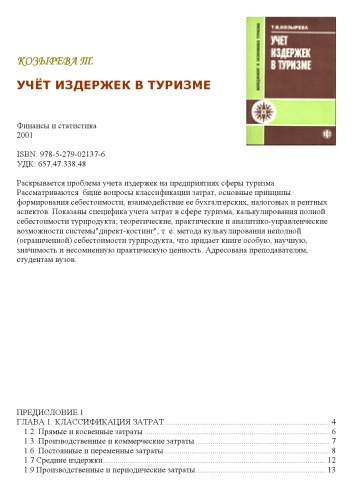 Т. В. КОЗЫРЕВА
УЧЕТ
ИЗДЕРЖЕК
В ТУРИЗМЕ
КОЗЫРЕВА Т.
УЧЁТ ИЗДЕРЖЕК В ТУРИЗМЕ
Финансы и статистика
2001
ISBN: 978-5-279-02137-6
УДК: 657.47:338.48
Раскрывается проблема учета издержек на предприятиях сферы туризма.
Рассматриваются  бщие вопросы классификации затрат, основные принципы
формирования себестоимости, взаимодействие ее бухгалтерских, налоговых и рентных
аспектов. Показаны специфика учета затрат в сфере туризм, калькулирования полной
себестоимости турпродукта; теоретические, практические и аналитико-управленческие
возможности системы"директ-костинг", т. е. метода кулькулирования неполной
(ограниченной) себестоимости турпродукта, что придает книге особую, научную,
значимость и несомненную практическую ценность. Адресована преподавателям,
студентам вузов.
ПРЕДИСЛОВИЕ 1
ГЛАВА 1. КЛАССИФИКАЦИЯ ЗАТРАТ 4
1.2. Прямые и косвенные затраты 6
1.3. Производственные и коммерческие затраты 7
1.6. Постоянные и переменные затраты 8
1.7 Средние издержки 12
1.9 Производственные и периодические затраты 13